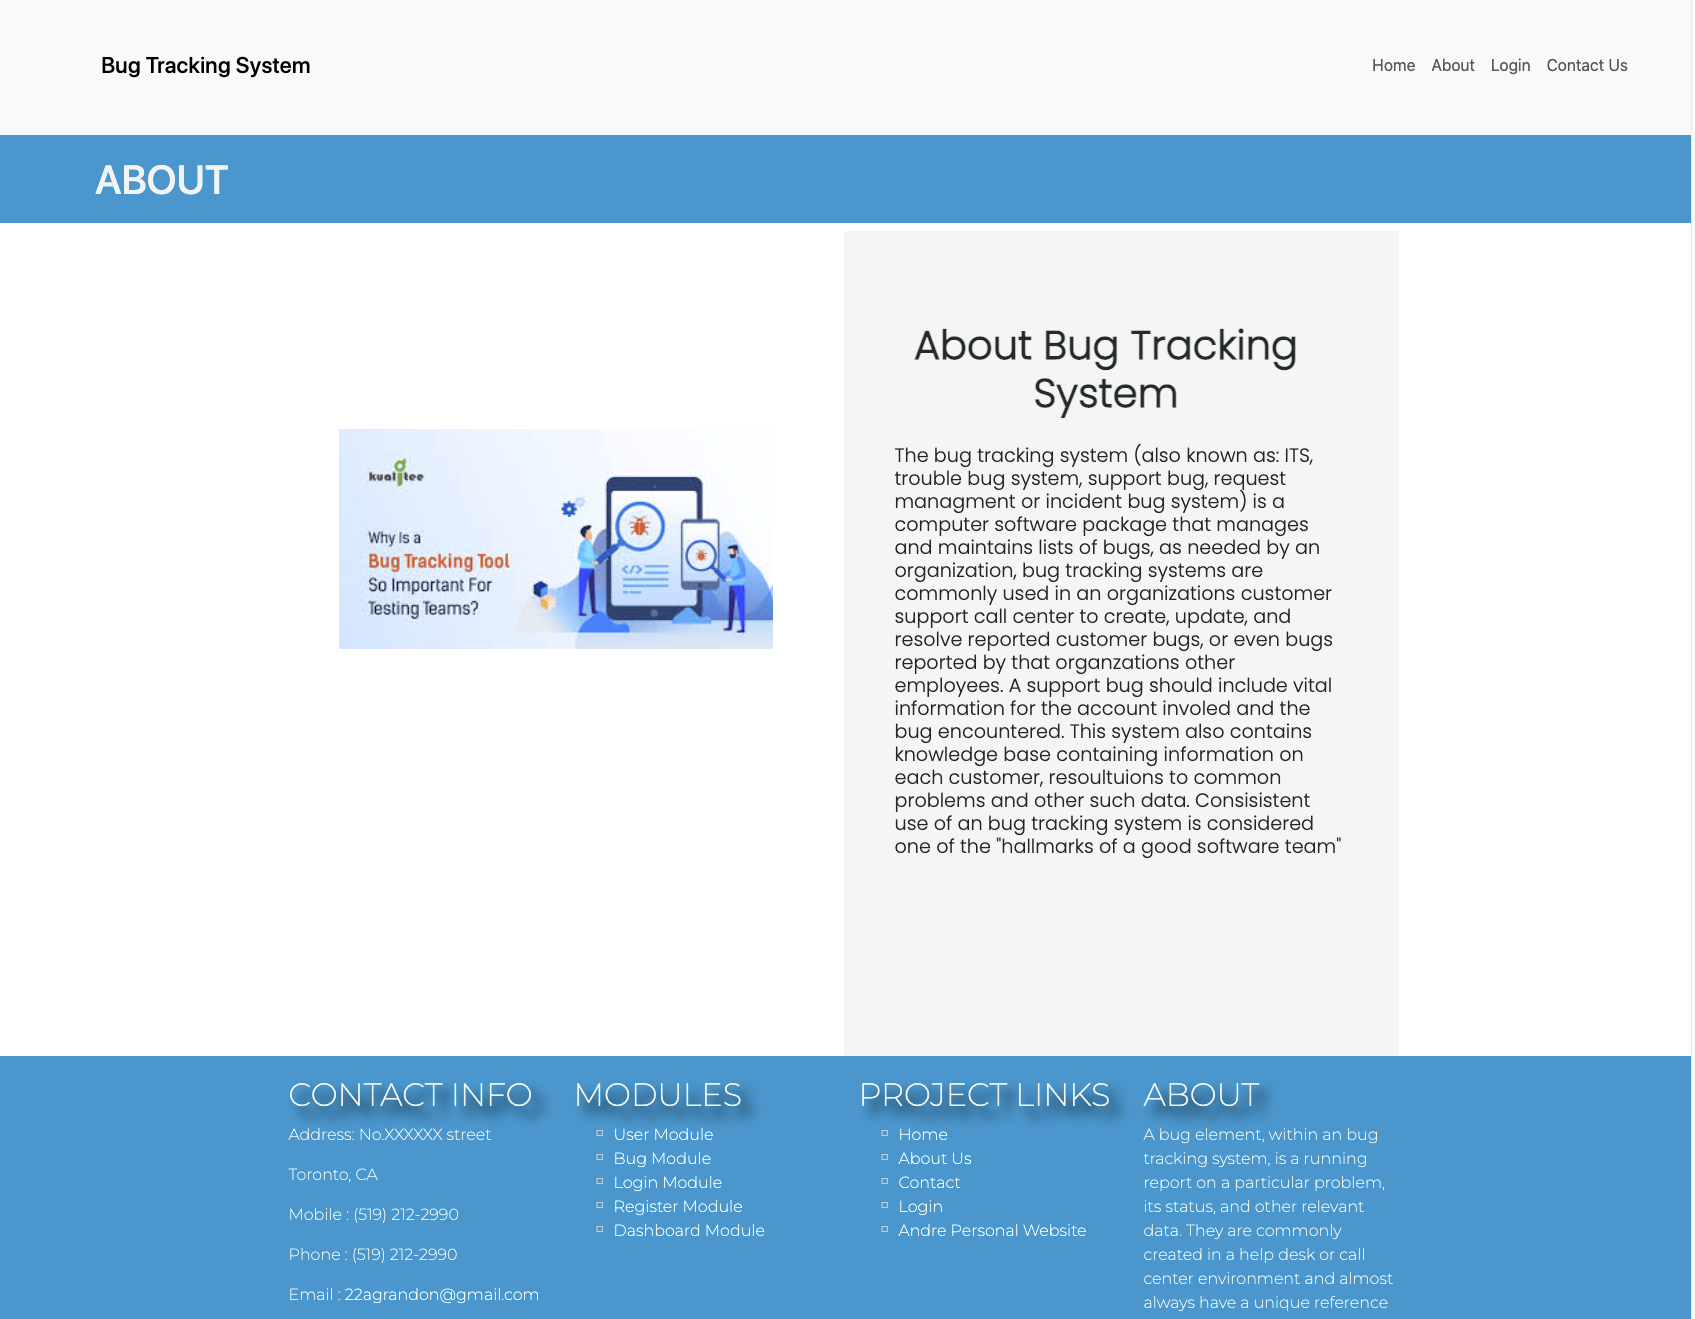 Bug Tracking System
Home About Login Contact Us
ABOUT
kualitee
Why Is a
Bug Tracking Tool
So Important For
Testing Teams?
</>
About Bug Tracking
System
The bug tracking system (also known as: ITS,
trouble bug system, support bug, request
managment or incident bug system) is a
computer software package that manages
and maintains lists of bugs, as needed by an
organization, bug tracking systems are
commonly used in an organizations customer
support call center to create, update, and
resolve reported customer bugs, or even bugs
reported by that organzations other
employees. A support bug should include vital
information for the account involed and the
bug encountered. This system also contains
knowledge base containing information on
each customer, resoultuions to common
problems and other such data. Consisistent
use of an bug tracking system is considered
one of the "hallmarks of a good software team"
CONTACT INFO
Address: No.XXXXXX street
Toronto, CA
Mobile : (519) 212-2990
Phone : (519) 212-2990
Email : 22agrandon@gmail.com
MODULES
User Module
Bug Module
Login Module
Register Module
Dashboard Module
PROJECT LINKS
Home
About Us
Contact
Login
Andre Personal Website
ABOUT
A bug element, within an bug
tracking system, is a running
report on a particular problem,
its status, and other relevant
data. They are commonly
created in a help desk or call
center environment and almost
always have a unique reference